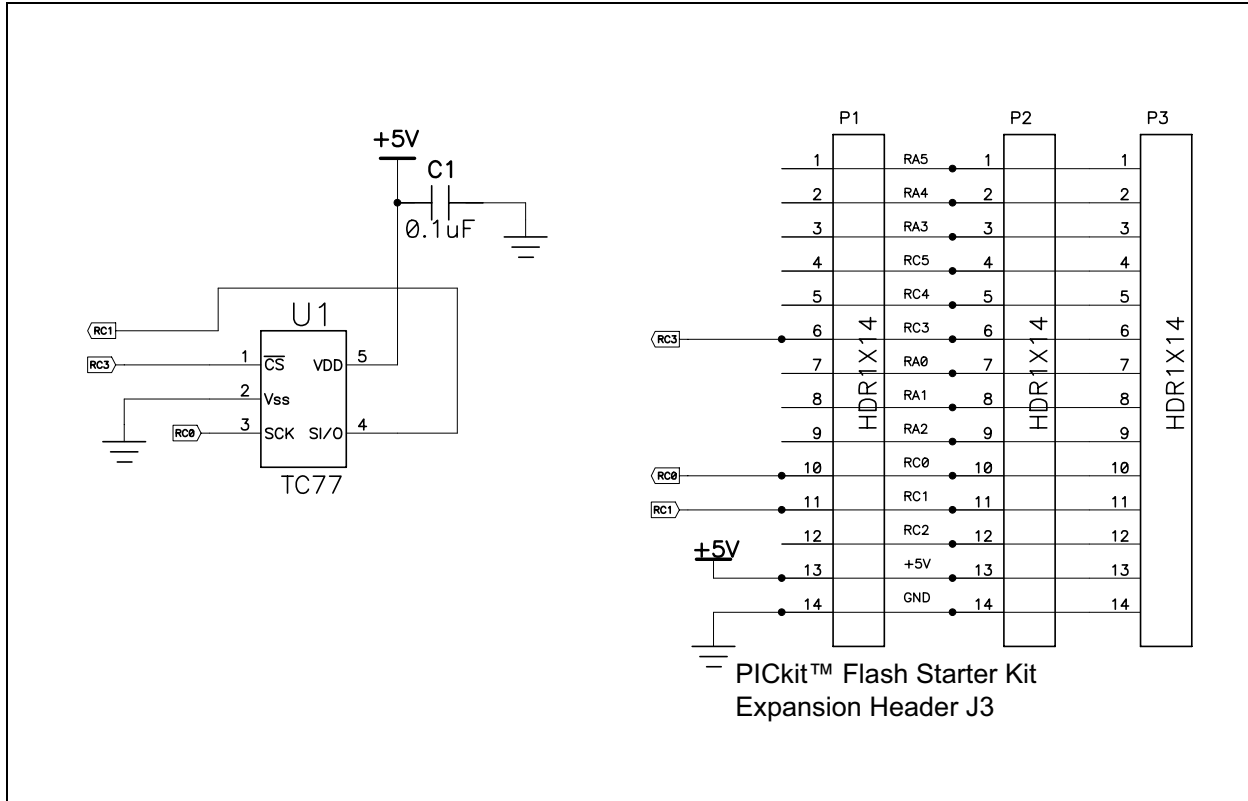 +5V
C1
0.1uF
RC1
U1
RC3
1
CS
VDD
5
2
Vss
RC0
3
SCK
SI/O
4
TC77
P1
P2
P3
1 RA5 1 1
2 RA4 2 2
3 RA3 3 3
4 RC5 4 4
5 RC4 5 5
RC3 6 RC3 6 6
7 RA0 7 7
8 RA1 8 8
9 RA2 9 9
RC0 10 RC0 10 10
RC1 11 RC1 11 11
12 RC2 12 12
+5V
13 +5V 13 13
14 GND 14 14
HDR1X14
HDR1X14
HDR1X14
PICkit™ Flash Starter Kit
Expansion Header J3